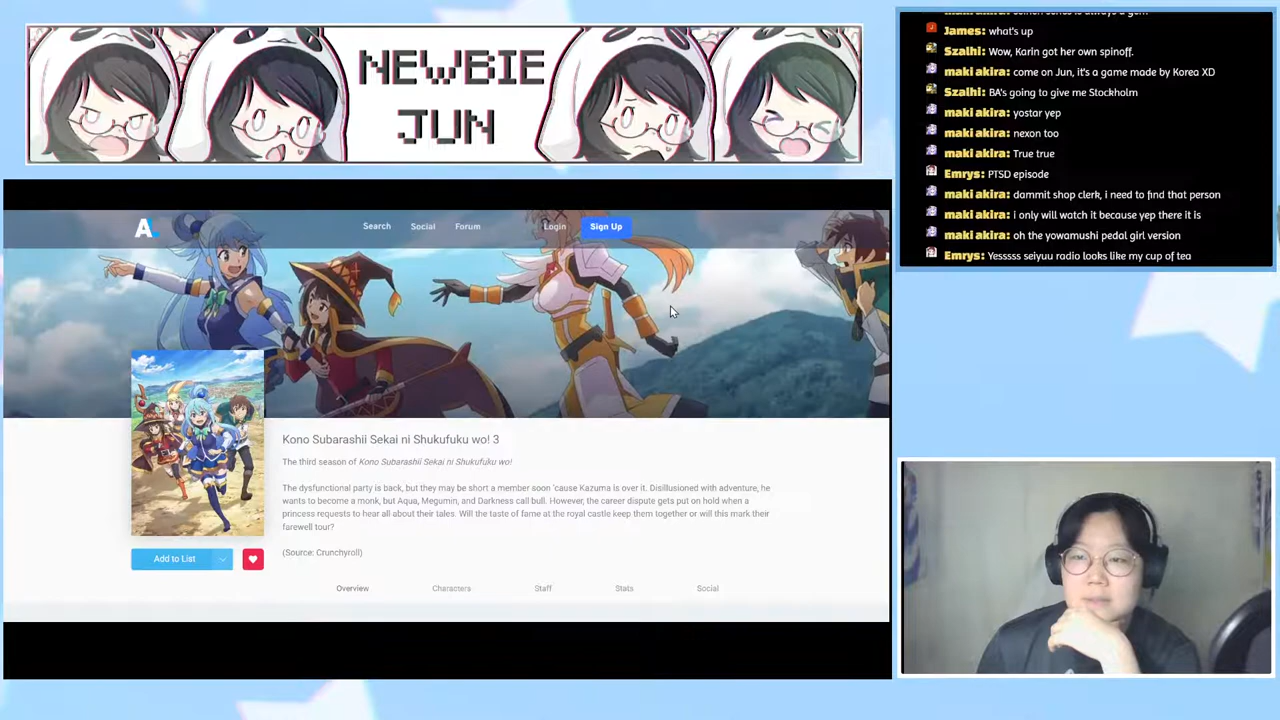 NEWBIE
JUN
James: what's up
Szalhi: Wow, Karin got her own spinoff.
maki akira: come on Jun, it's a game made by Korea XD
Szalhi: BA's going to give me Stockholm
maki akira: yostar yep
maki akira: nexon too
maki akira: True true
Emrys: PTSD episode
maki akira: dammit shop clerk, i need to find that person
maki akira: i only will watch it because yep there it is
maki akira: oh the yowamushi pedal girl version
Emrys: Yesssss seiyuu radio looks like my cup of tea
Search Social Forum Login Sign Up
Kono Subarashii Sekai ni Shukufuku wo! 3
The third season of Kono Subarashii Sekai ni Shukufuku wo!
The dysfunctional party is back, but they may be short a member soon 'cause Kazuma is over it. Disillusioned with adventure, he
wants to become a monk, but Aqua, Megumin, and Darkness call bull. However, the career dispute gets put on hold when a
princess requests to hear all about their tales. Will the taste of fame at the royal castle keep them together or will this mark their
farewell tour?
(Source: Crunchyroll)
Add to List
Overview Characters Staff Stats Social